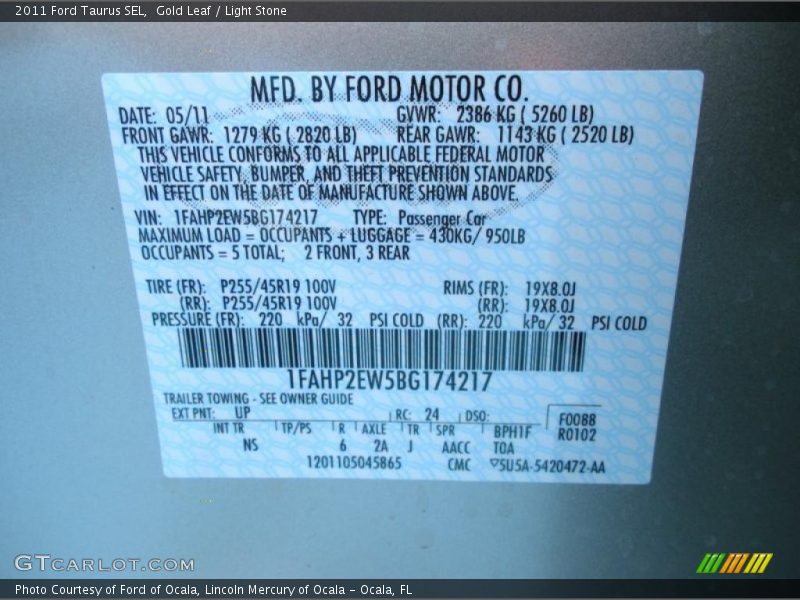 2011 Ford Taurus SEL,  Gold Leaf / Light Stone
MFD. BY FORD MOTOR CO.
DATE: 05/11 GVWR: 2386 KG ( 5260 LB)
FRONT GAWR: 1279 KG ( 2820 LB) REAR GAWR: 1143 KG ( 2520 LB)
THIS VEHICLE CONFORMS TO ALL APPLICABLE FEDERAL MOTOR
VEHICLE SAFETY, BUMPER, AND THEFT PREVENTION STANDARDS
IN EFFECT ON THE DATE OF MANUFACTURE SHOWN ABOVE.
VIN: 1FAHP2EW5BG174217 TYPE: Passenger Car
MAXIMUM LOAD = OCCUPANTS + LUGGAGE = 430KG/ 950LB
OCCUPANTS = 5 TOTAL; 2 FRONT, 3 REAR
TIRE (FR): P255/45R19 100V RIMS (FR): 19X8.0J
(RR): P255/45R19 100V (RR): 19X8.0J
PRESSURE (FR): 220 kPa/ 32 PSI COLD (RR): 220 kPa/ 32 PSI COLD
1FAHP2EW5BG174217
TRAILER TOWING - SEE OWNER GUIDE
EXT PNT: UP RC: 24 DSO: F0088
INT TR TP/PS R AXLE TR SPR BPH1F R0102
NS 6 2A J AACC TOA
1201105045865 CMC ▽5U5A-5420472-AA
GTCARLOT.COM
Photo Courtesy of Ford of Ocala, Lincoln Mercury of Ocala – Ocala, FL